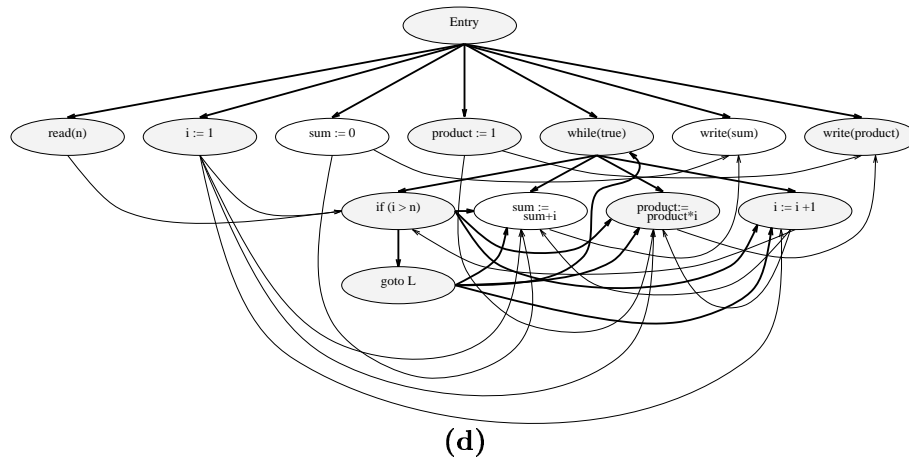 Entry
read(n)
i := 1
sum := 0
product := 1
while(true)
write(sum)
write(product)
if (i > n)
sum :=
sum+i
product:=
product*i
i := i +1
goto L
(d)